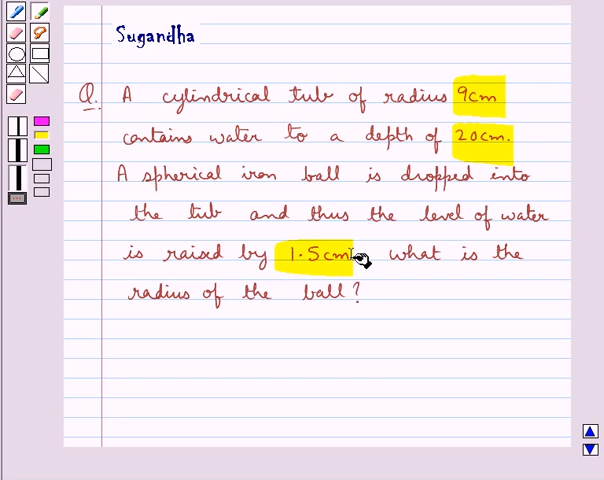 Sugandha
Q. A cylindrical tub of radius 9cm
contains water to a depth of 20cm.
A spherical iron ball is dropped into
the tub and thus the level of water
is raised by 1.5cm. what is the
radius of the ball?